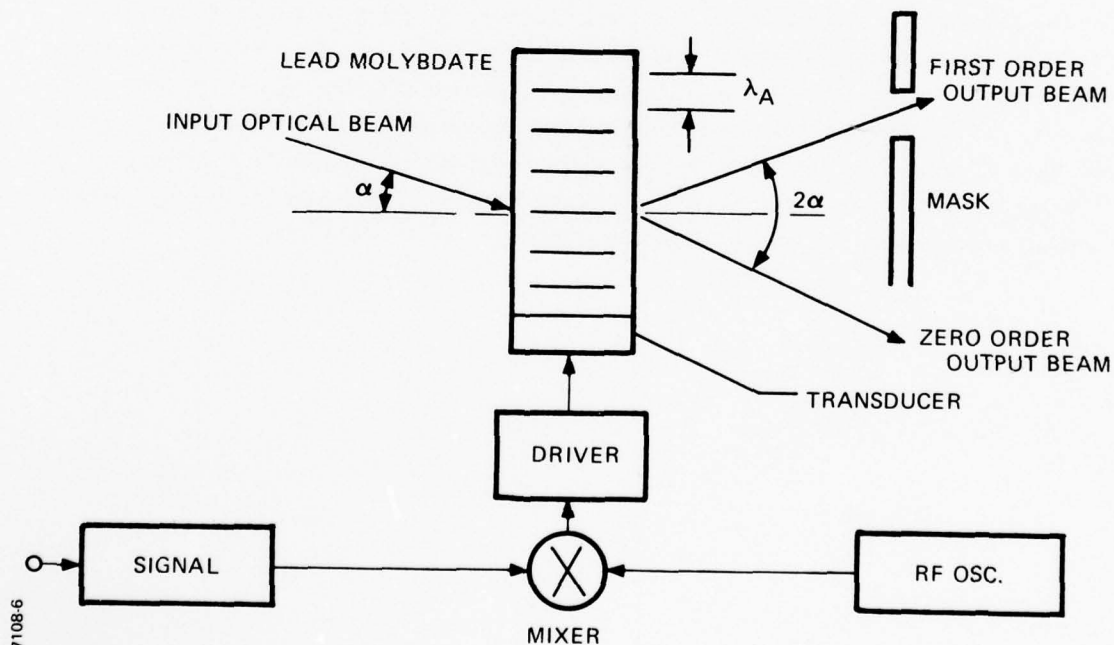 LEAD MOLYBDATE
λA
FIRST ORDER
OUTPUT BEAM
INPUT OPTICAL BEAM
α
2α
MASK
ZERO ORDER
OUTPUT BEAM
TRANSDUCER
DRIVER
SIGNAL
RF OSC.
MIXER
7108-6